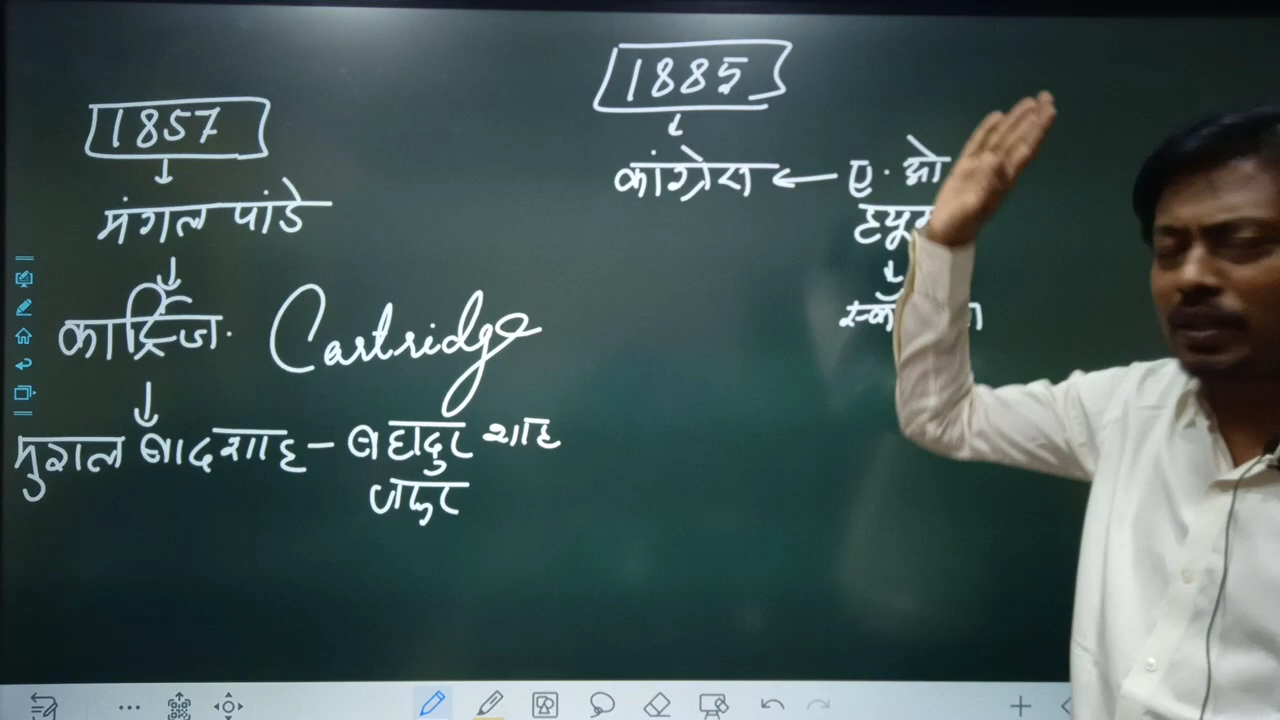 1857
मंगल पांडे
कार्ट्रिज. Cartridge
मुगल बादशाह - बहादुर शाह
जफर
1885
कांग्रेस ← ए. ओ